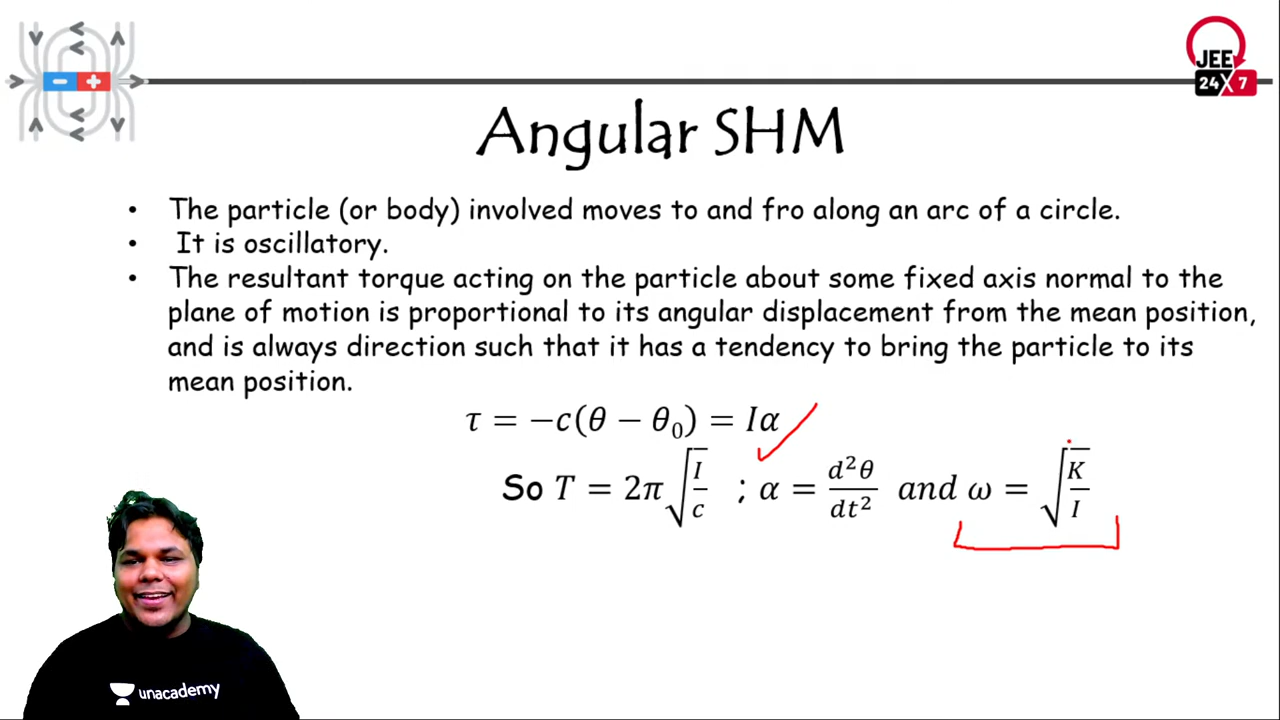 JEE
24X7
Angular SHM
• The particle (or body) involved moves to and fro along an arc of a circle.
• It is oscillatory.
• The resultant torque acting on the particle about some fixed axis normal to the
plane of motion is proportional to its angular displacement from the mean position,
and is always direction such that it has a tendency to bring the particle to its
mean position.
τ = −c(θ − θ₀) = Iα
So T = 2π√(I/c) ; α = d²θ/dt² and ω = √(K/I)
unacademy